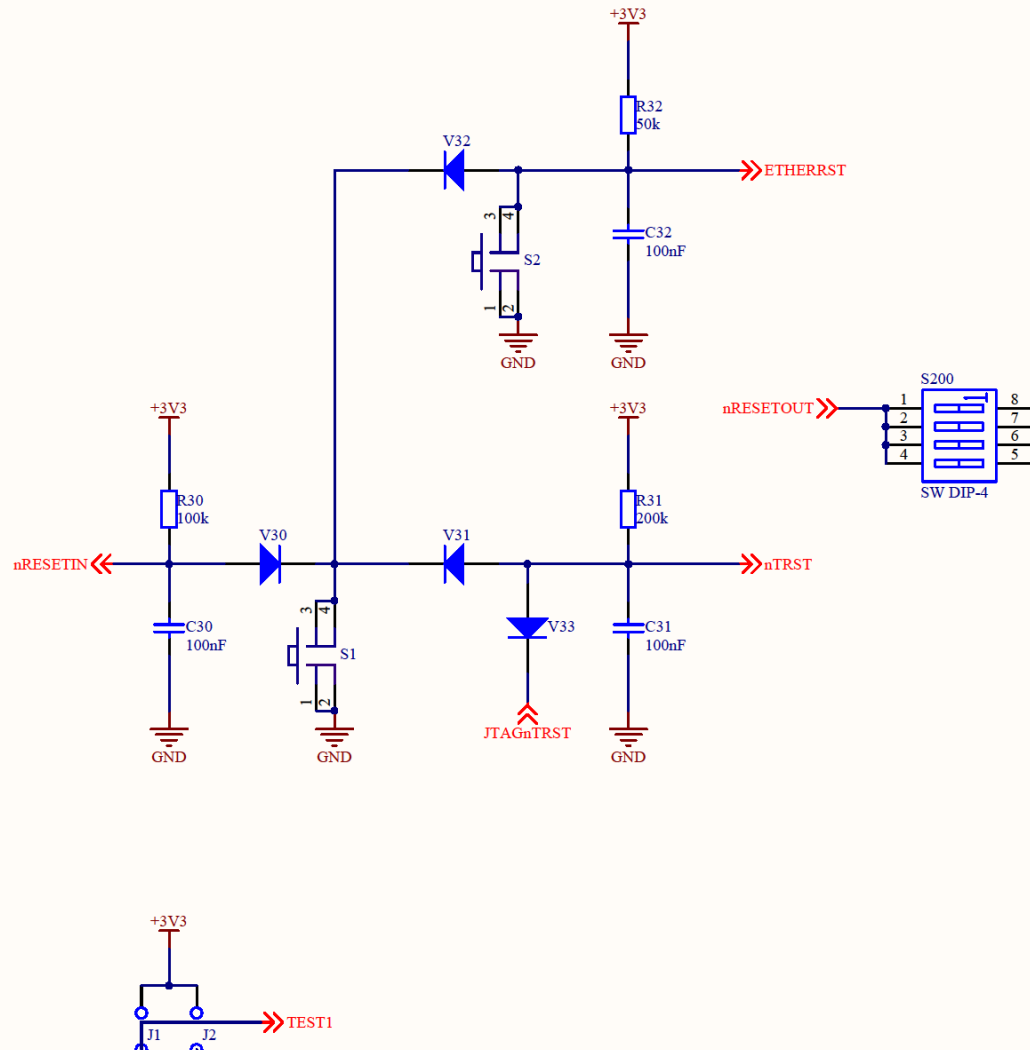 +3V3
R32
50k
V32
ETHERRST
3
4
C32
100nF
S2
1
2
GND
GND
S200
+3V3
+3V3
nRESETOUT
1
8
2
7
3
6
4
5
SW DIP-4
R30
100k
R31
200k
V30
V31
nRESETIN
nTRST
3
4
C30
100nF
V33
C31
100nF
S1
1
2
JTAGnTRST
GND
GND
GND
+3V3
TEST1
J1
J2